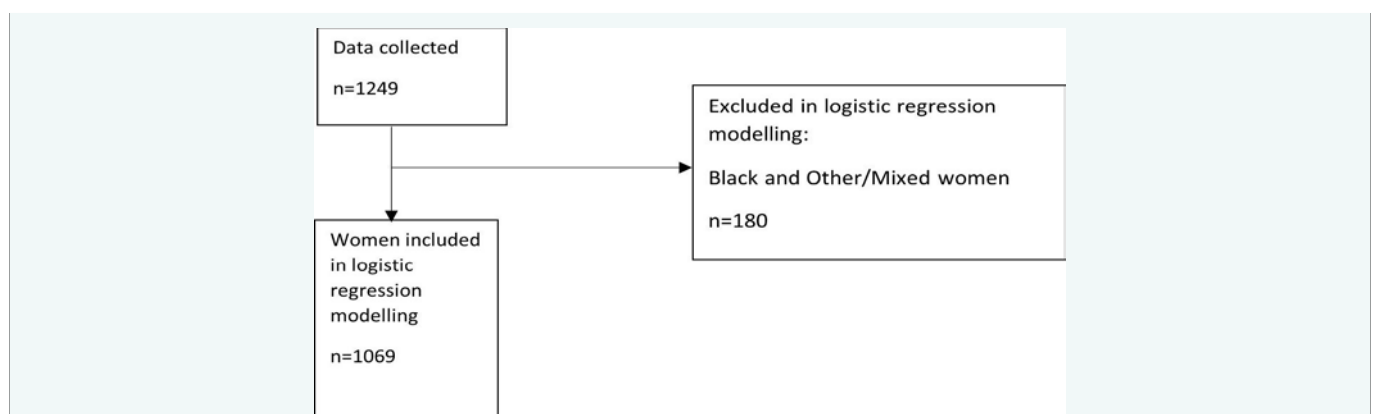 Data collected
n=1249
Excluded in logistic regression
modelling:
Black and Other/Mixed women
n=180
Women included
in logistic
regression
modelling
n=1069